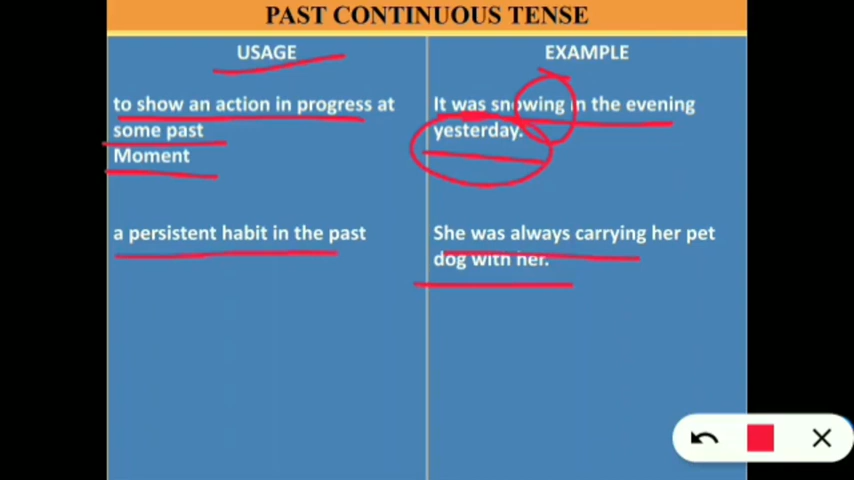 PAST CONTINUOUS TENSE
USAGE
EXAMPLE
to show an action in progress at
some past
Moment
It was snowing in the evening
yesterday.
a persistent habit in the past
She was always carrying her pet
dog with her.